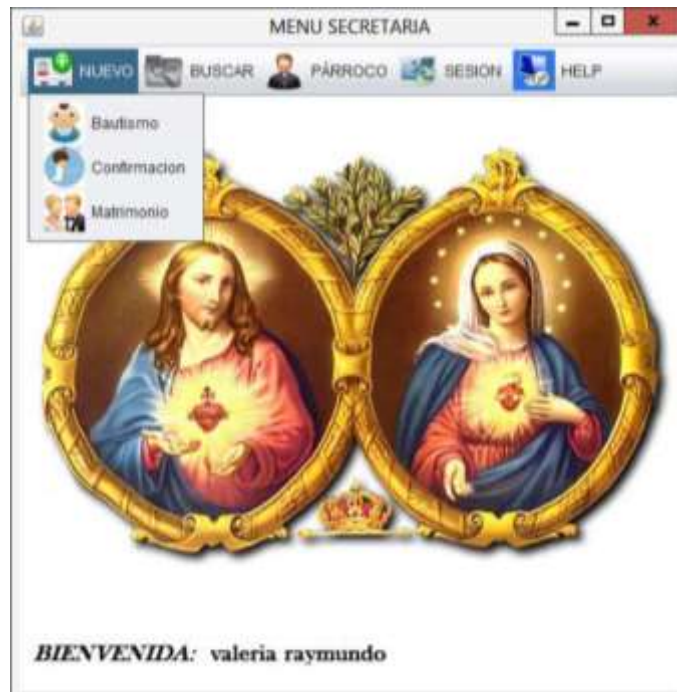 MENU SECRETARIA
NUEVO BUSCAR PÁRROCO SESION HELP
Bautismo
Confirmacion
Matrimonio
BIENVENIDA: valeria raymundo